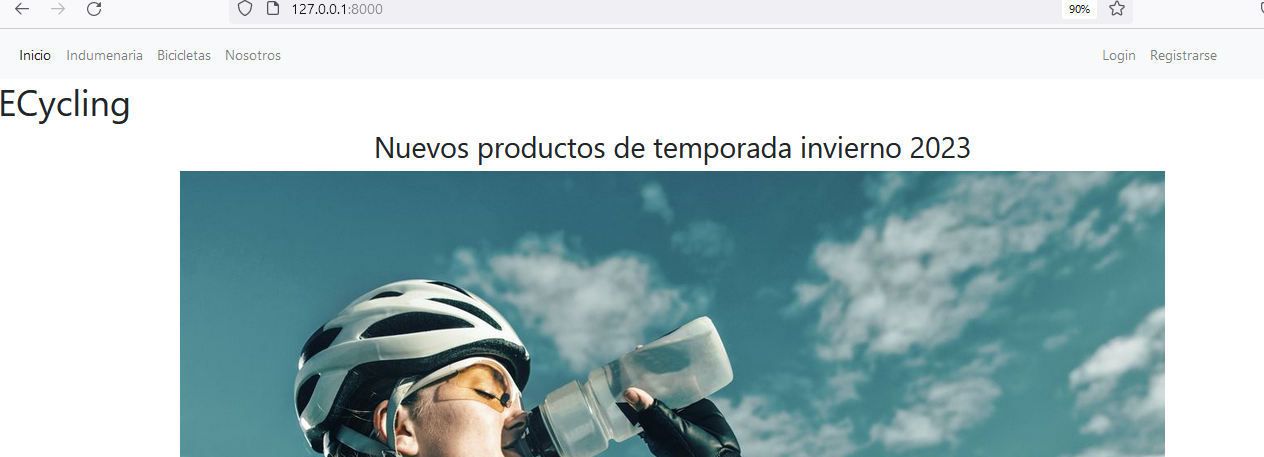 127.0.0.1:8000 90%
Inicio Indumenaria Bicicletas Nosotros Login Registrarse
ECycling
Nuevos productos de temporada invierno 2023